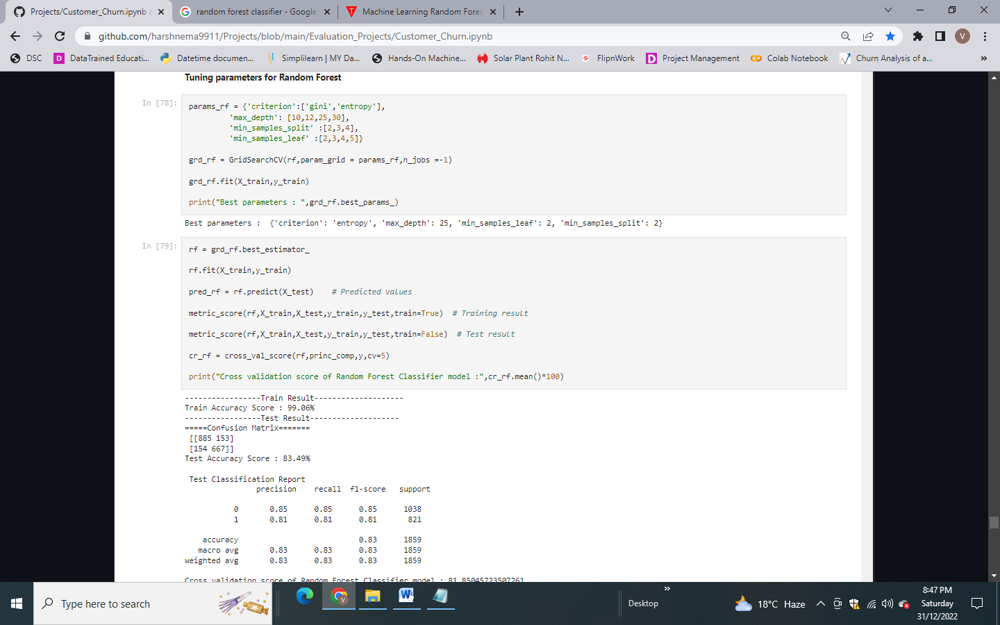 Projects/Customer_Churn.ipynb a
random forest classifier - Google
Machine Learning Random Fores
github.com/harshnema9911/Projects/blob/main/Evaluation_Projects/Customer_Churn.ipynb
V
DSC
DataTrained Educati...
Datetime documen...
Simplilearn | MY Da...
Hands-On Machine...
Solar Plant Rohit N...
FlipnWork
Project Management
Colab Notebook
Churn Analysis of a...
»
Tuning parameters for Random Forest
In [78]:
params_rf = {'criterion':['gini','entropy'],
'max_depth': [10,12,25,30],
'min_samples_split' :[2,3,4],
'min_samples_leaf' :[2,3,4,5]}
grd_rf = GridSearchCV(rf,param_grid = params_rf,n_jobs =-1)
grd_rf.fit(X_train,y_train)
print("Best parameters : ",grd_rf.best_params_)
Best parameters :  {'criterion': 'entropy', 'max_depth': 25, 'min_samples_leaf': 2, 'min_samples_split': 2}
In [79]:
rf = grd_rf.best_estimator_
rf.fit(X_train,y_train)
pred_rf = rf.predict(X_test)    # Predicted values
metric_score(rf,X_train,X_test,y_train,y_test,train=True)  # Training result
metric_score(rf,X_train,X_test,y_train,y_test,train=False)  # Test result
cr_rf = cross_val_score(rf,princ_comp,y,cv=5)
print("Cross validation score of Random Forest Classifier model :",cr_rf.mean()*100)
-----------------Train Result--------------------
Train Accuracy Score : 99.06%
-----------------Test Result--------------------
=====Confusion Matrix=======
[[885 153]
[154 667]]
Test Accuracy Score : 83.49%
Test Classification Report
precision    recall  f1-score   support
0       0.85      0.85      0.85      1038
1       0.81      0.81      0.81       821
accuracy                           0.83      1859
macro avg       0.83      0.83      0.83      1859
weighted avg       0.83      0.83      0.83      1859
Cross validation score of Random Forest Classifier model : 81.85045723507261
Type here to search
Desktop
»
18°C Haze
8:47 PM
Saturday
31/12/2022